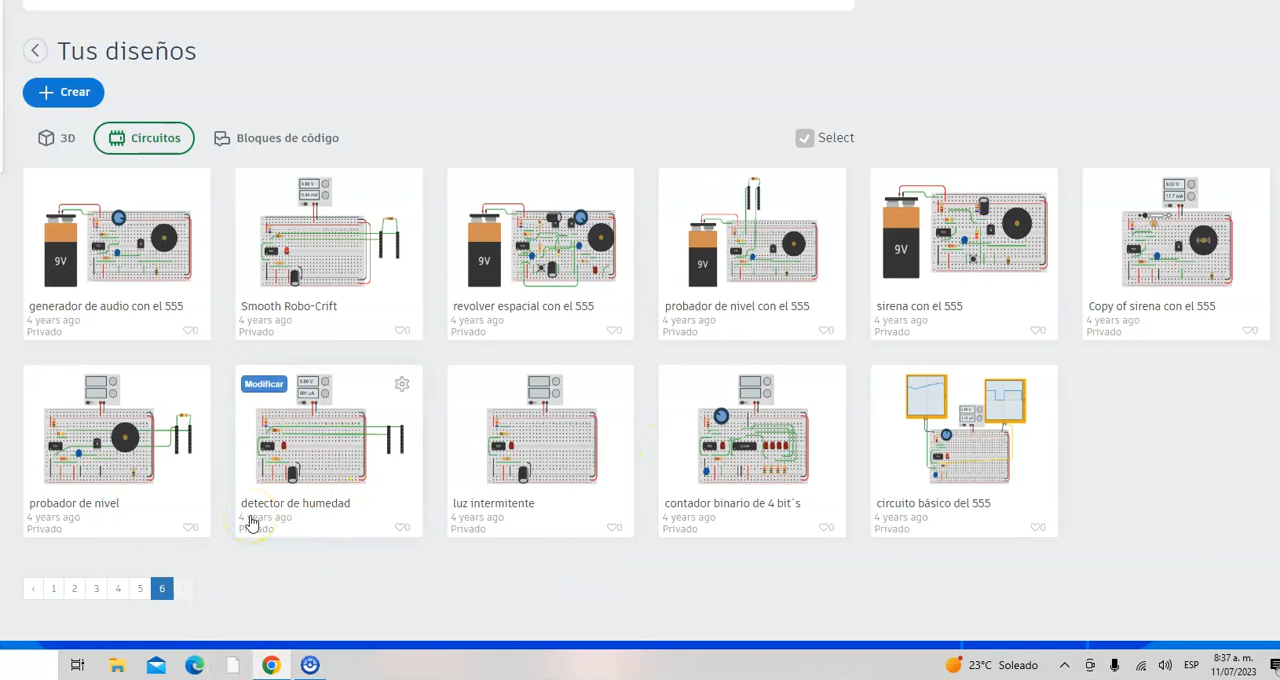 Tus diseños
+ Crear
3D
Circuitos
Bloques de código
Select
9V
9V
9V
9V
generador de audio con el 555
4 years ago
Privado
0
Smooth Robo-Crift
4 years ago
Privado
0
revolver espacial con el 555
4 years ago
Privado
0
probador de nivel con el 555
4 years ago
Privado
0
sirena con el 555
4 years ago
Privado
0
Copy of sirena con el 555
4 years ago
Privado
0
Modificar
probador de nivel
4 years ago
Privado
0
detector de humedad
4 years ago
Privado
0
luz intermitente
4 years ago
Privado
0
contador binario de 4 bit´s
4 years ago
Privado
0
circuito básico del 555
4 years ago
Privado
0
‹ 1 2 3 4 5 6 ›
23°C Soleado
ESP
8:37 a. m.
11/07/2023